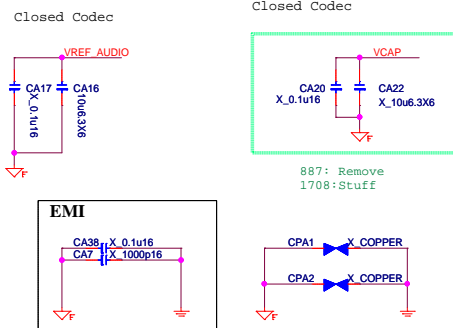 Closed Codec
Closed Codec
VREF_AUDIO
CA17
X_0.1u16
CA16
10u6.3X6
F
VCAP
CA20
X_0.1u16
CA22
X_10u6.3X6
F
887: Remove
1708:Stuff
EMI
CA38 X_0.1u16
CA7 X_1000p16
F
CPA1 X_COPPER
CPA2 X_COPPER
F